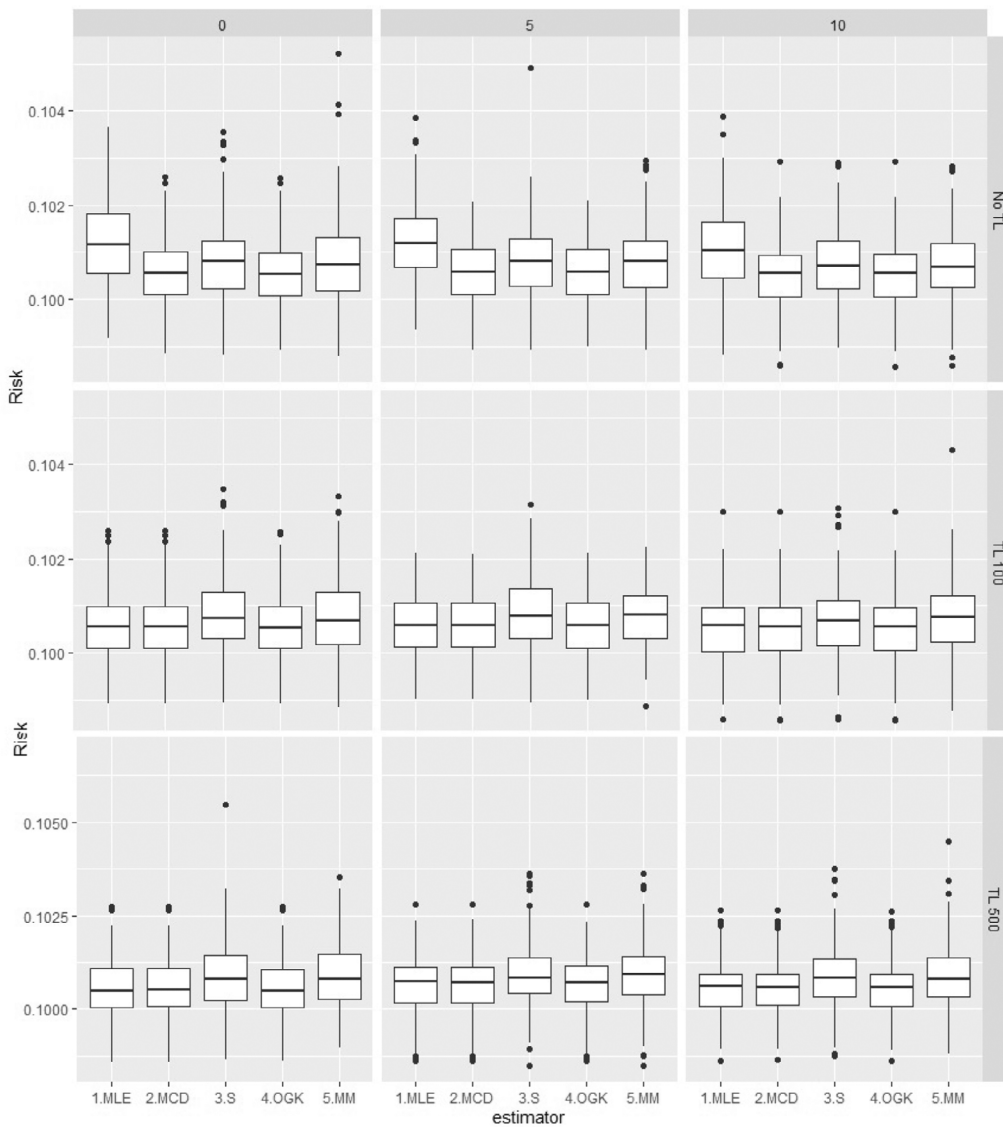 0 5 10
0.104
0.102
0.100
No TL
Risk
0.104
0.102
0.100
TL 100
Risk
0.1050
0.1025
0.1000
TL 500
1.MLE 2.MCD 3.S 4.OGK 5.MM 1.MLE 2.MCD 3.S 4.OGK 5.MM 1.MLE 2.MCD 3.S 4.OGK 5.MM
estimator